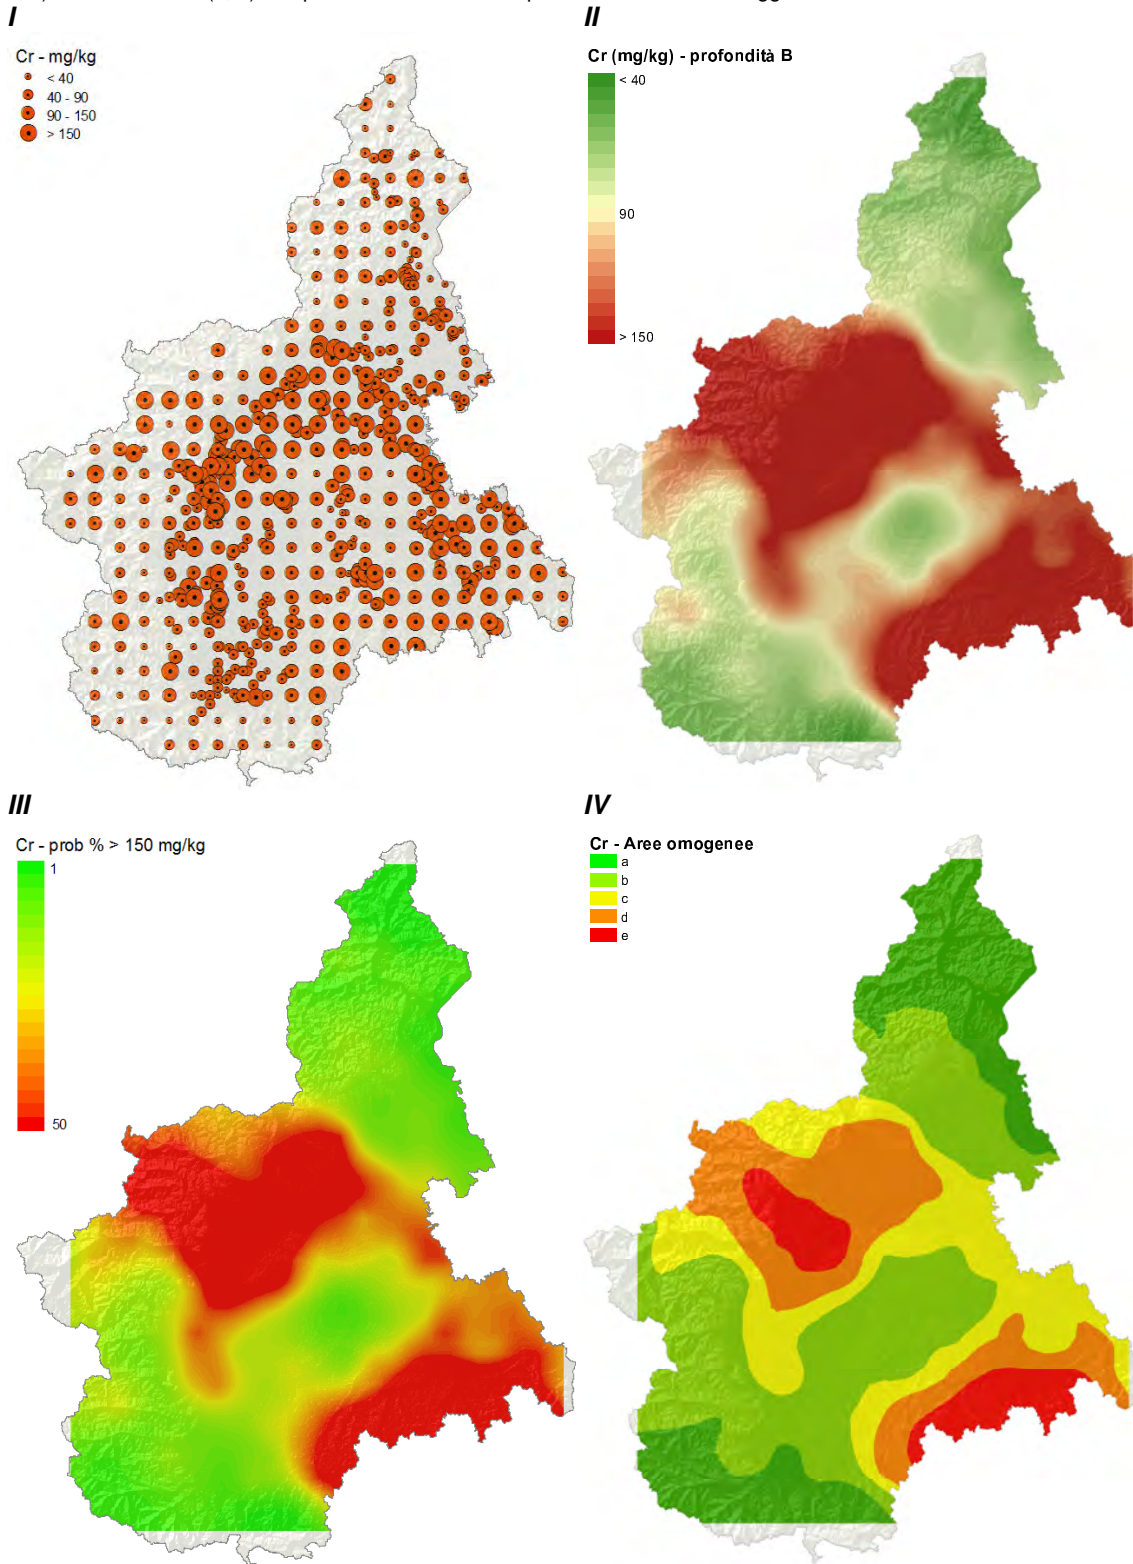 I
Cr - mg/kg
< 40
40 - 90
90 - 150
> 150
II
Cr (mg/kg) - profondità B
< 40
90
> 150
III
Cr - prob % > 150 mg/kg
1
50
IV
Cr - Aree omogenee
a
b
c
d
e